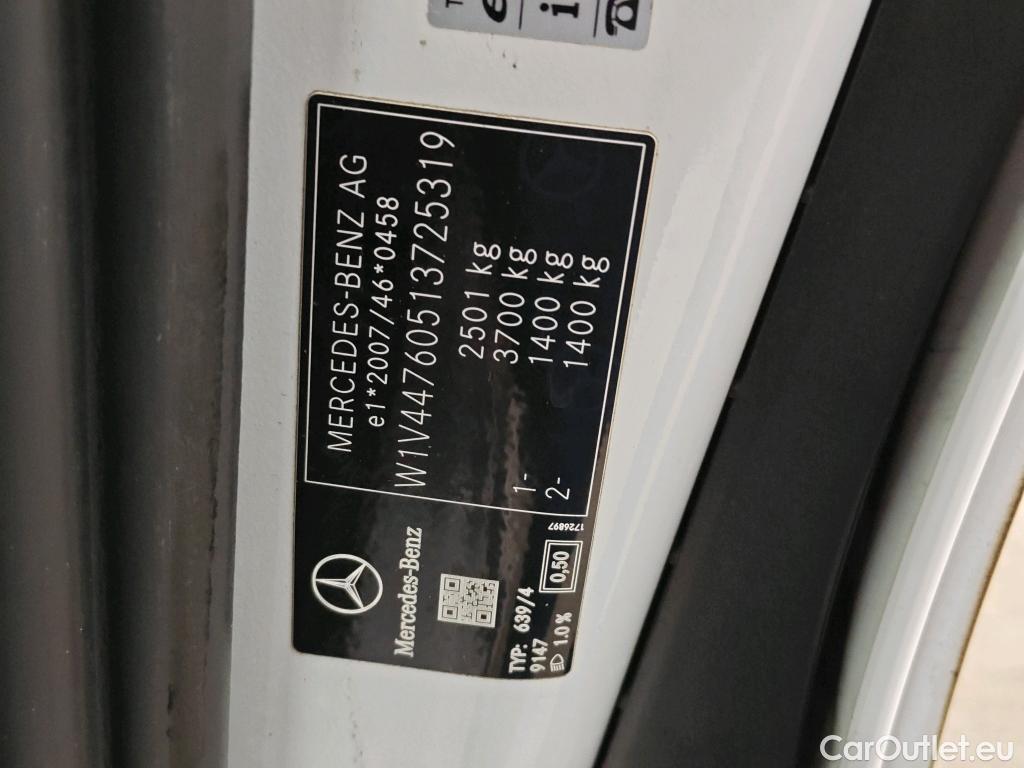 MERCEDES-BENZ AG
e1*2007/46*0458
W1V44760513725319
2501 kg
3700 kg
1- 1400 kg
2- 1400 kg
Mercedes-Benz
TYP: 639/4
9147
1.0 %
0,50
1726897
CarOutlet.eu